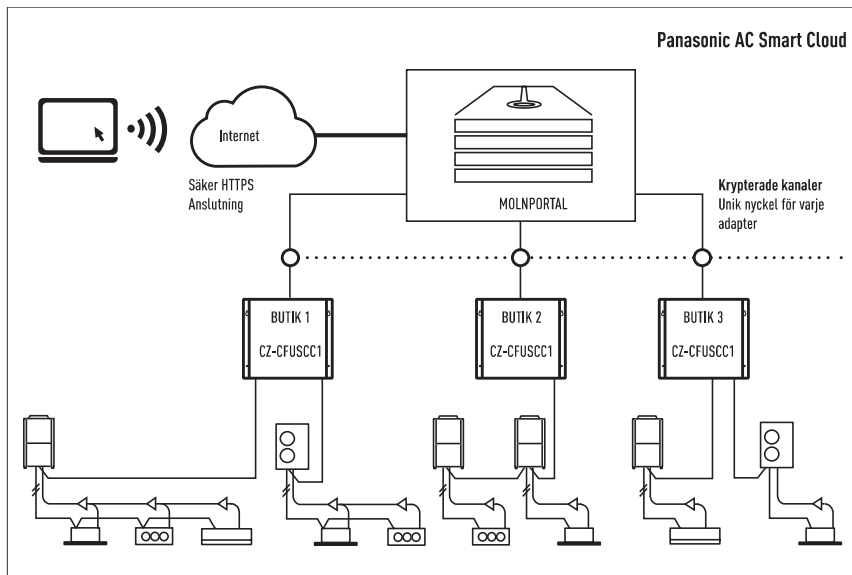 Panasonic AC Smart Cloud
Internet
Säker HTTPS
Anslutning
MOLNPORTAL
Krypterade kanaler
Unik nyckel för varje
adapter
BUTIK 1
CZ-CFUSCC1
BUTIK 2
CZ-CFUSCC1
BUTIK 3
CZ-CFUSCC1